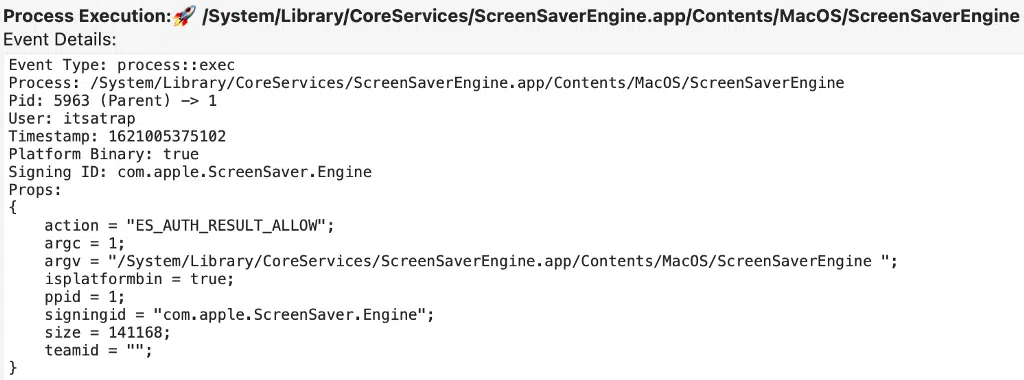 Process Execution:🚀 /System/Library/CoreServices/ScreenSaverEngine.app/Contents/MacOS/ScreenSaverEngine
Event Details:
Event Type: process::exec
Process: /System/Library/CoreServices/ScreenSaverEngine.app/Contents/MacOS/ScreenSaverEngine
Pid: 5963 (Parent) -> 1
User: itsatrap
Timestamp: 1621005375102
Platform Binary: true
Signing ID: com.apple.ScreenSaver.Engine
Props:
{
    action = "ES_AUTH_RESULT_ALLOW";
    argc = 1;
    argv = "/System/Library/CoreServices/ScreenSaverEngine.app/Contents/MacOS/ScreenSaverEngine ";
    isplatformbin = true;
    ppid = 1;
    signingid = "com.apple.ScreenSaver.Engine";
    size = 141168;
    teamid = "";
}